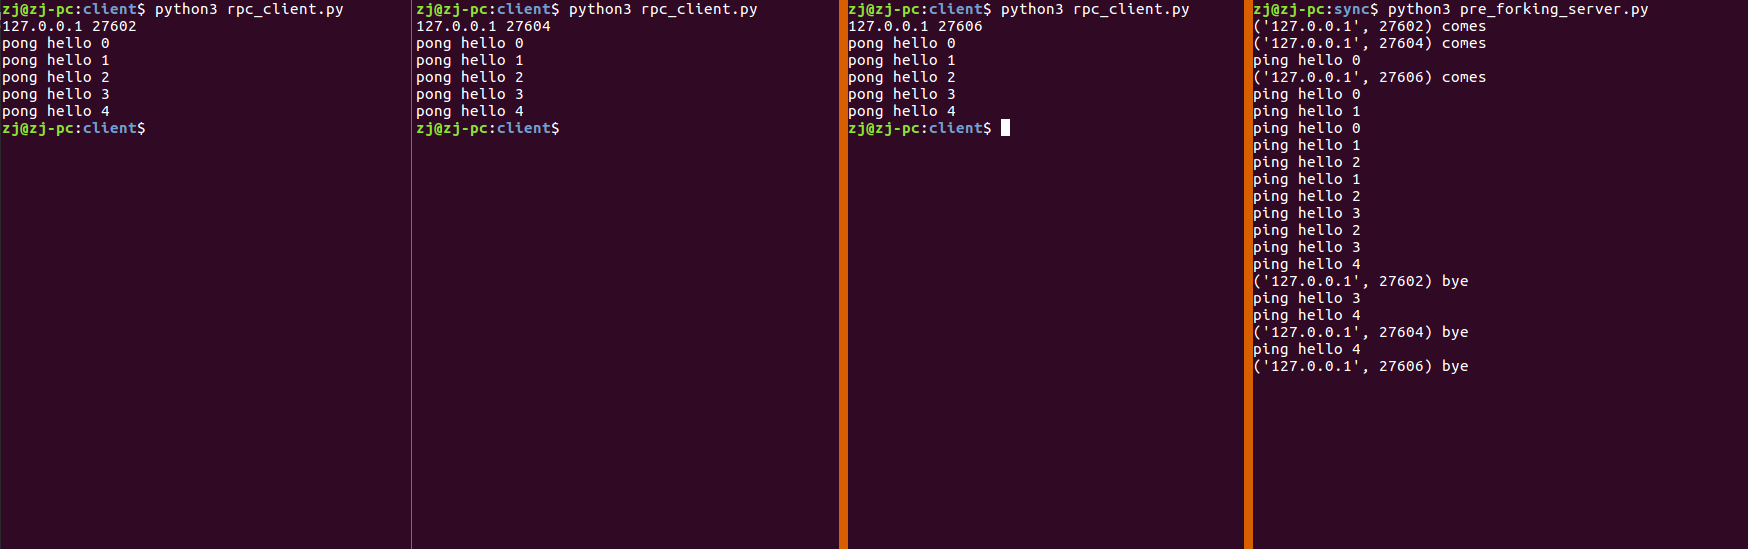 zj@zj-pc:client$ python3 rpc_client.py
127.0.0.1 27602
pong hello 0
pong hello 1
pong hello 2
pong hello 3
pong hello 4
zj@zj-pc:client$
zj@zj-pc:client$ python3 rpc_client.py
127.0.0.1 27604
pong hello 0
pong hello 1
pong hello 2
pong hello 3
pong hello 4
zj@zj-pc:client$
zj@zj-pc:client$ python3 rpc_client.py
127.0.0.1 27606
pong hello 0
pong hello 1
pong hello 2
pong hello 3
pong hello 4
zj@zj-pc:client$
zj@zj-pc:sync$ python3 pre_forking_server.py
('127.0.0.1', 27602) comes
('127.0.0.1', 27604) comes
ping hello 0
('127.0.0.1', 27606) comes
ping hello 0
ping hello 1
ping hello 0
ping hello 1
ping hello 2
ping hello 1
ping hello 2
ping hello 3
ping hello 2
ping hello 3
ping hello 4
('127.0.0.1', 27602) bye
ping hello 3
ping hello 4
('127.0.0.1', 27604) bye
ping hello 4
('127.0.0.1', 27606) bye